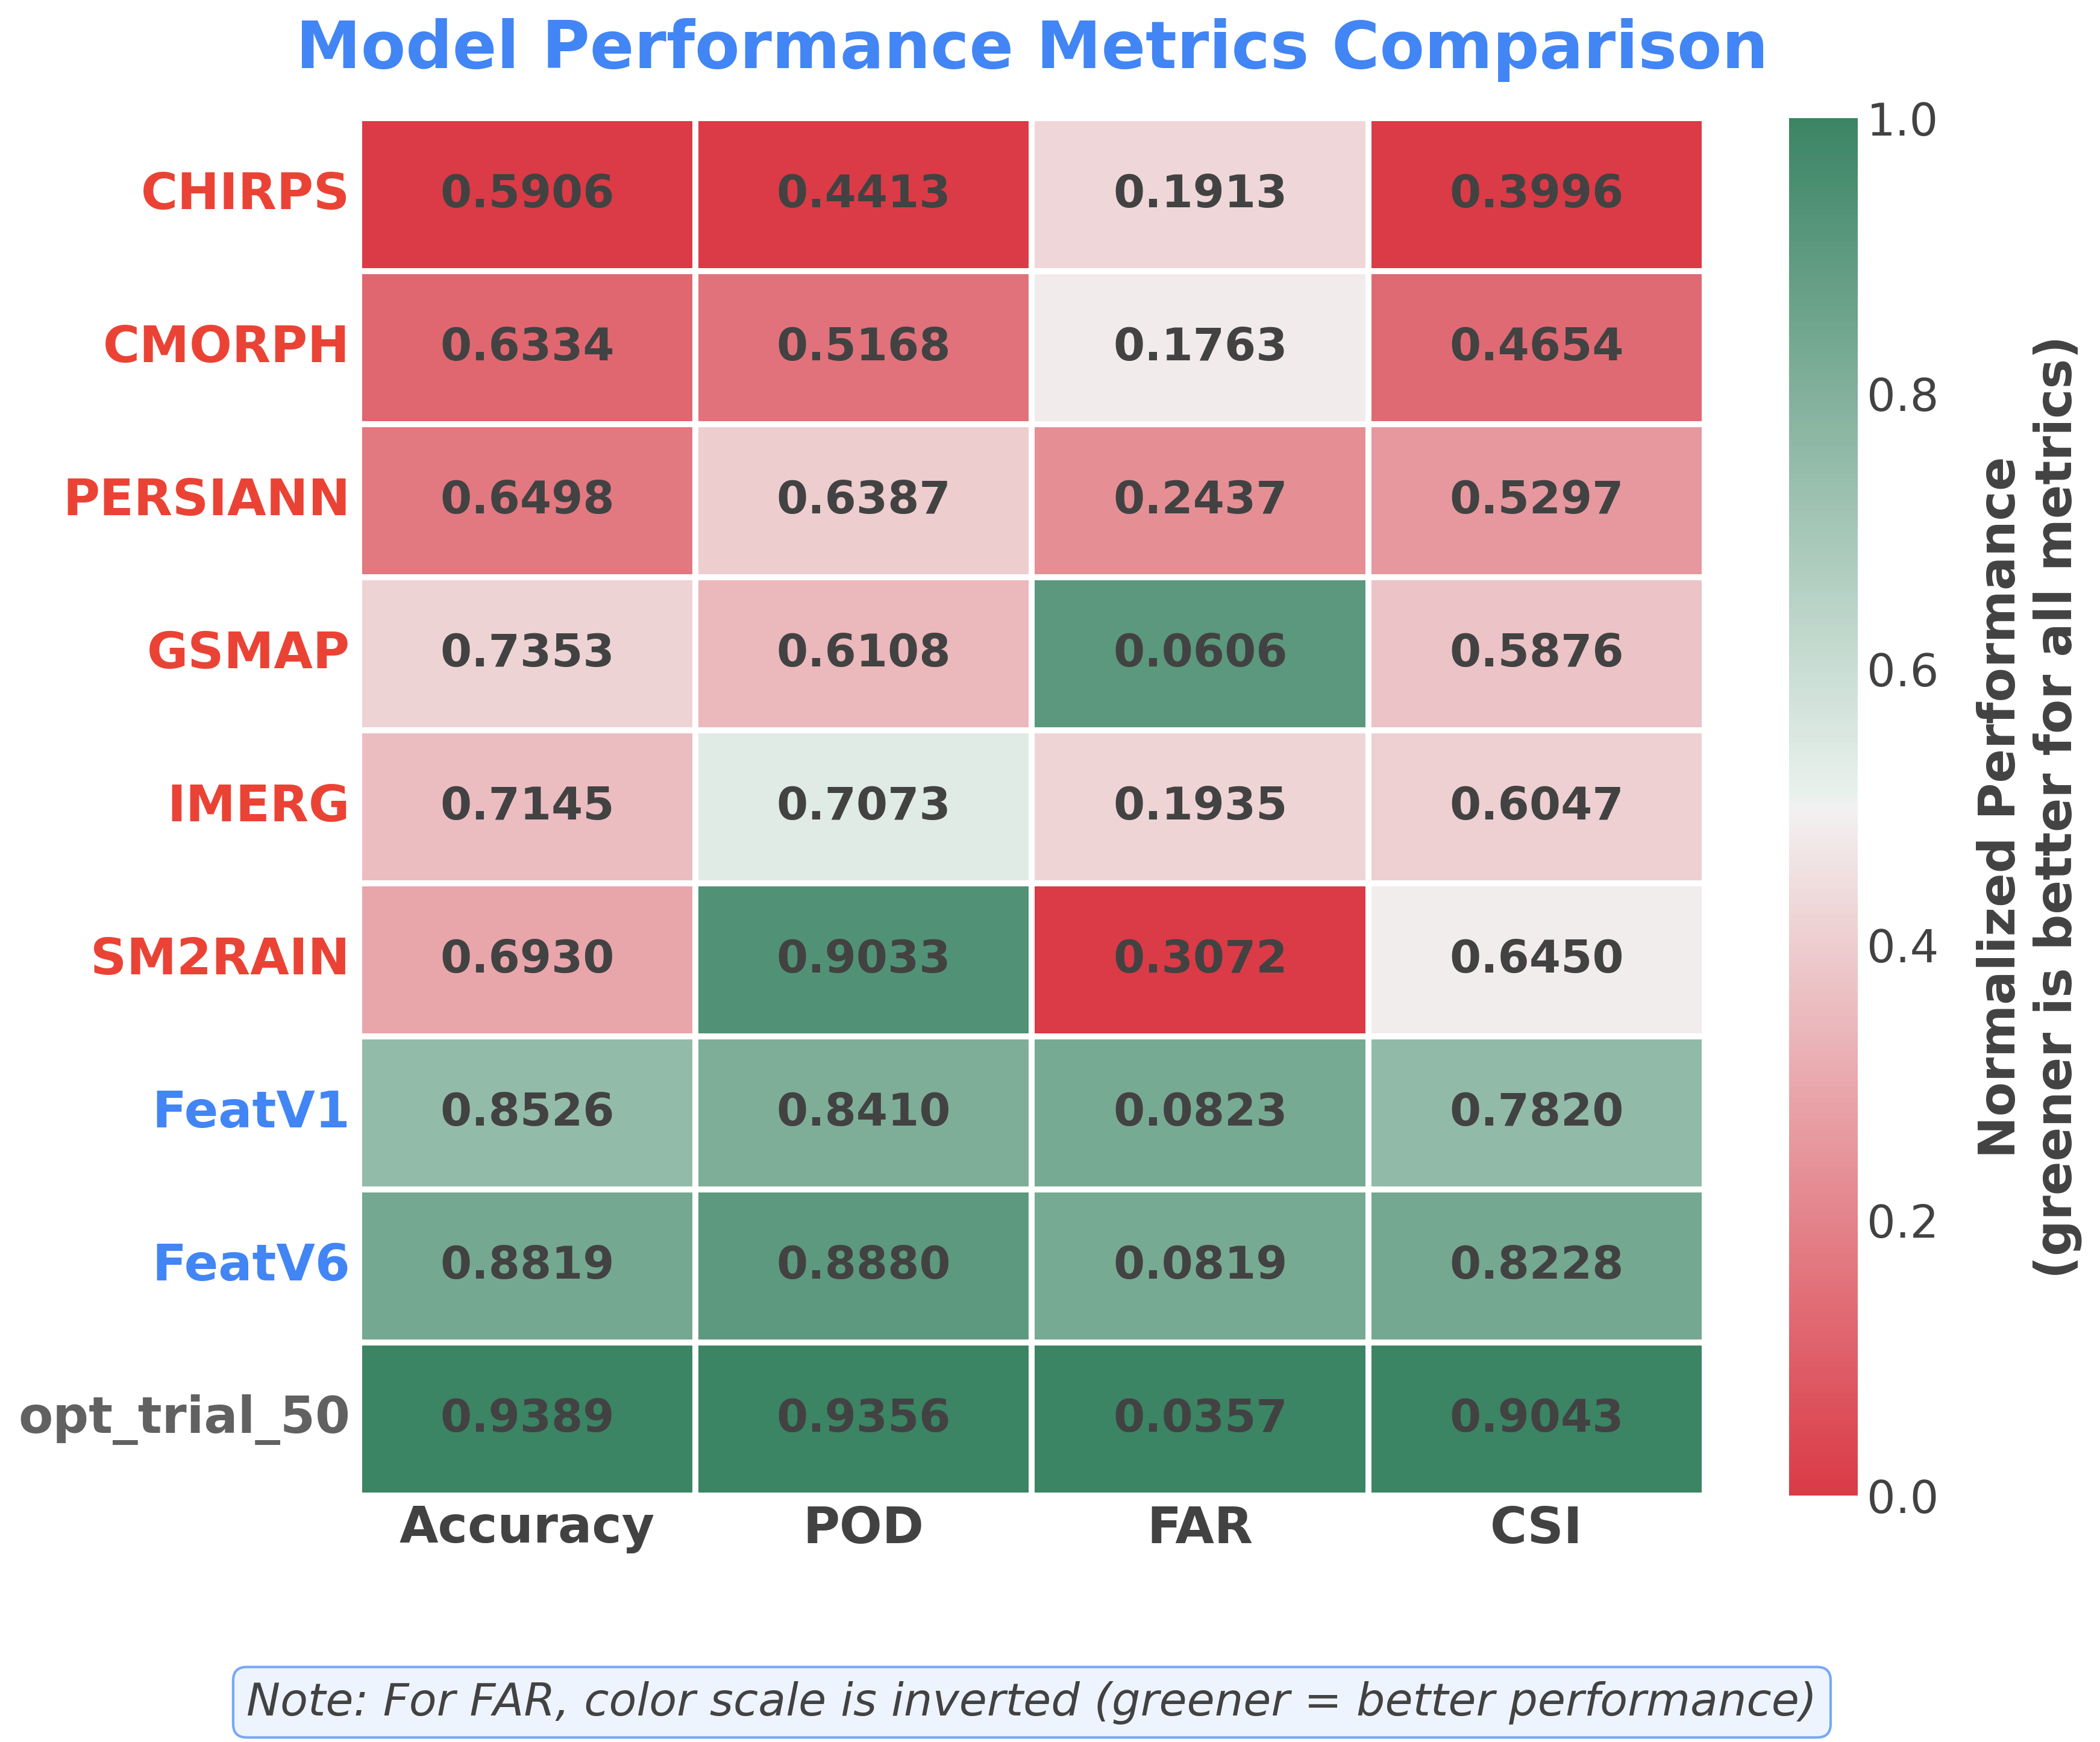 Model Performance Metrics Comparison
CHIRPS 0.5906 0.4413 0.1913 0.3996
CMORPH 0.6334 0.5168 0.1763 0.4654
PERSIANN 0.6498 0.6387 0.2437 0.5297
GSMAP 0.7353 0.6108 0.0606 0.5876
IMERG 0.7145 0.7073 0.1935 0.6047
SM2RAIN 0.6930 0.9033 0.3072 0.6450
FeatV1 0.8526 0.8410 0.0823 0.7820
FeatV6 0.8819 0.8880 0.0819 0.8228
opt_trial_50 0.9389 0.9356 0.0357 0.9043
Accuracy POD FAR CSI
1.0
0.8
0.6
0.4
0.2
0.0
Normalized Performance
(greener is better for all metrics)
Note: For FAR, color scale is inverted (greener = better performance)